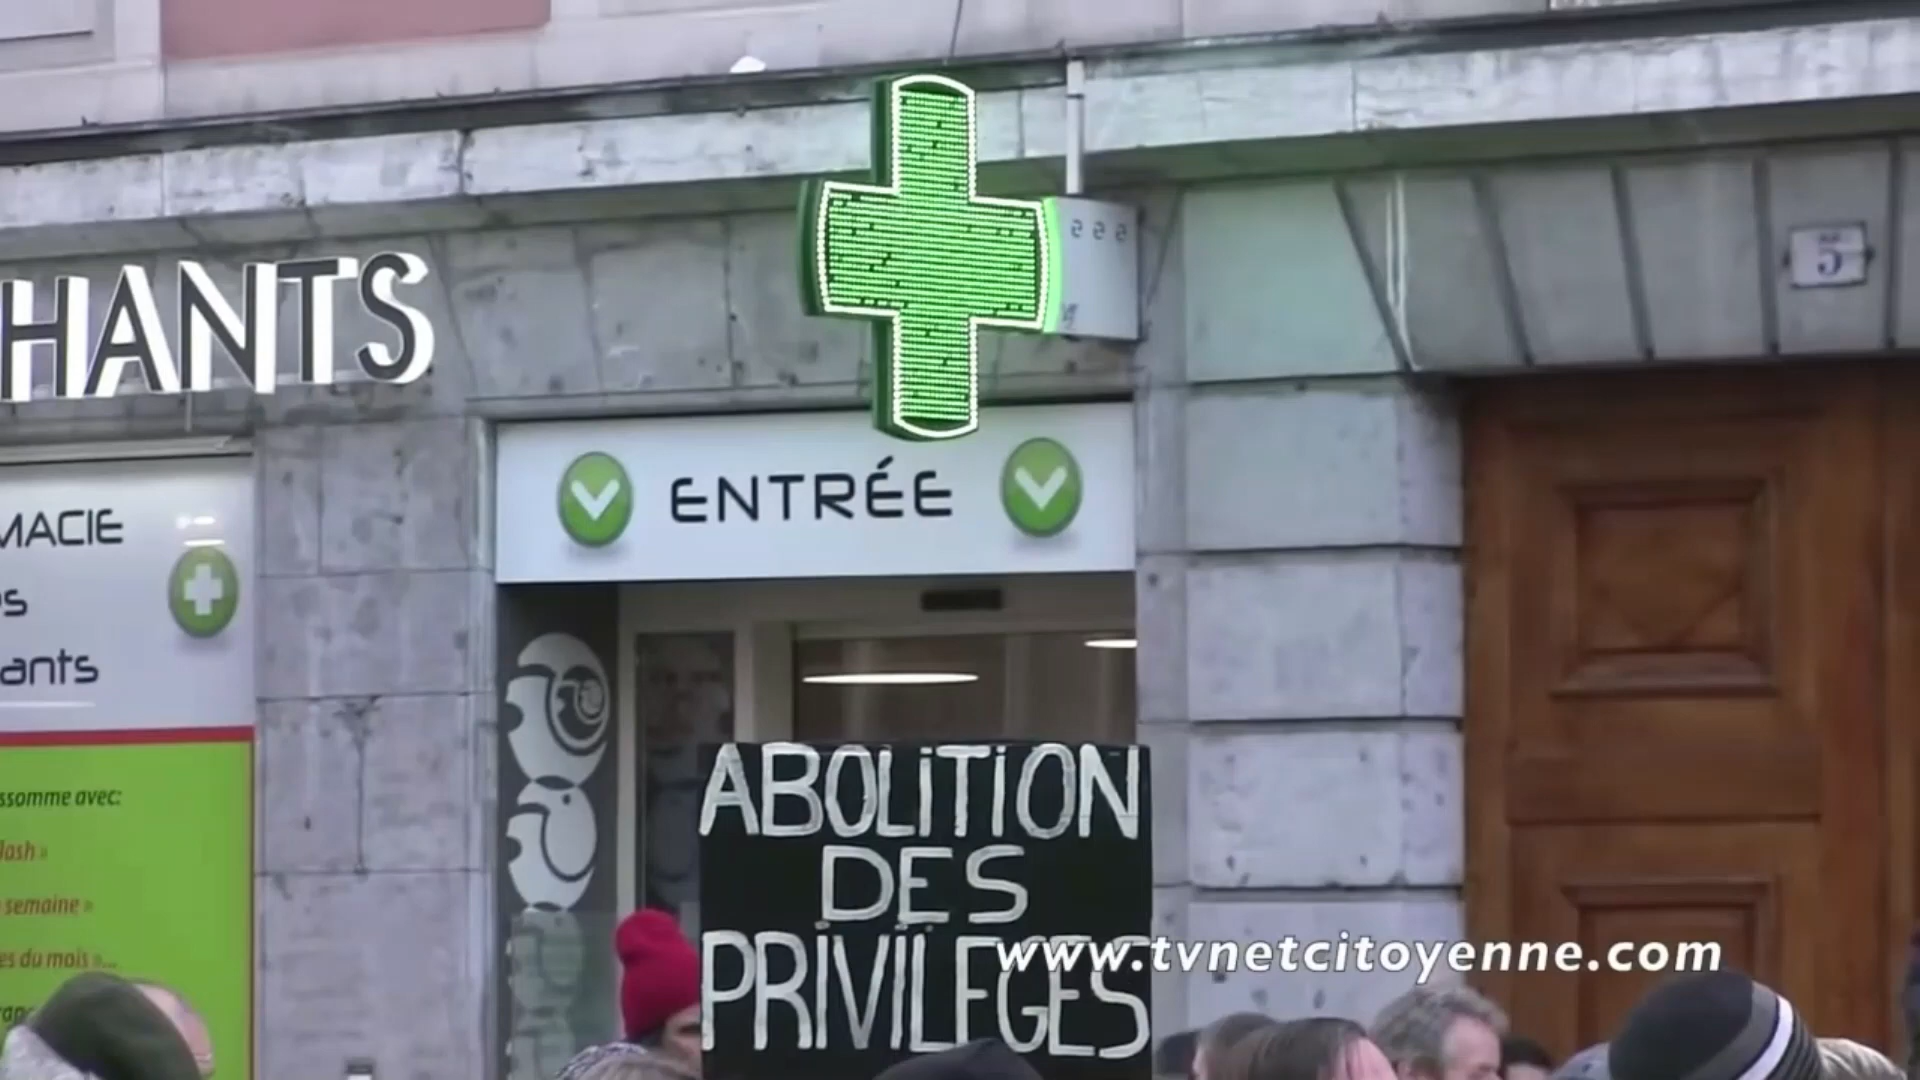 HANTS
5
ENTRÉE
MACIE
ants
ssomme avec:
lash »
semaine »
es du mois »...
ABOLITION
DES
PRIVILEGES
www.tvnetcitoyenne.com